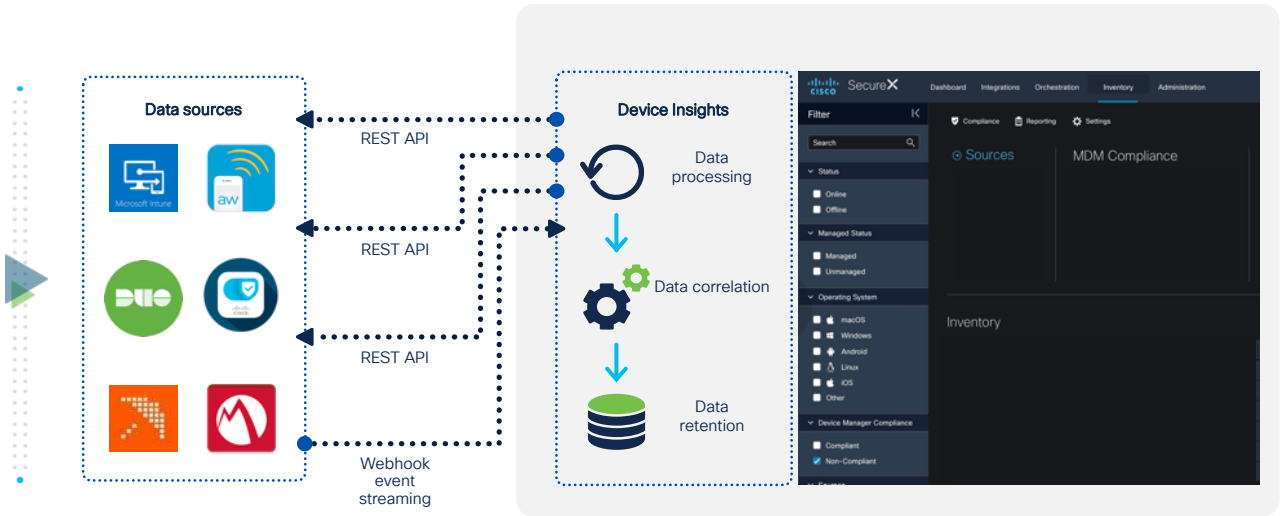 Data sources
Microsoft Intune
aw
DUO
CISCO
REST API
REST API
REST API
Webhook
event
streaming
Device Insights
Data
processing
Data correlation
Data
retention
CISCO SecureX
Dashboard Integrations Orchestration Inventory Administration
Filter
Search
Status
Online
Offline
Managed Status
Managed
Unmanaged
Operating System
macOS
Windows
Android
Linux
iOS
Other
Device Manager Compliance
Compliant
Non-Compliant
Sources
Compliance Reporting Settings
Sources
MDM Compliance
Inventory